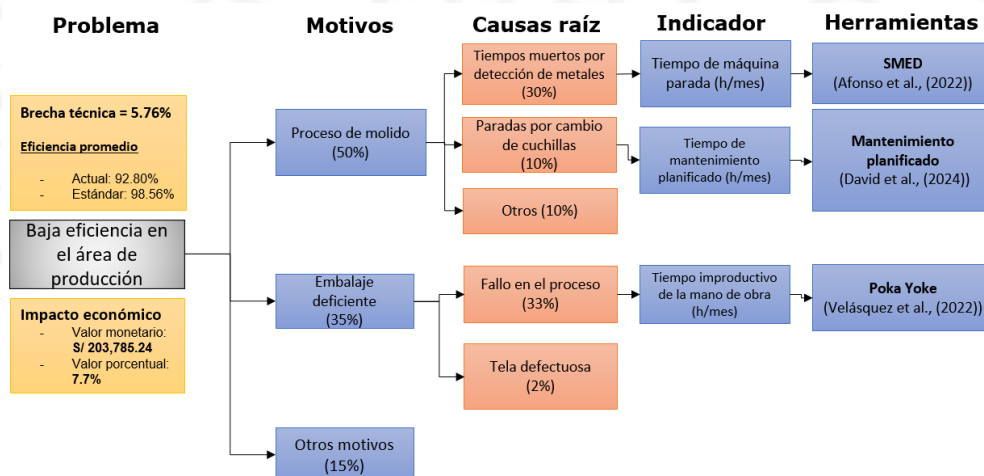 Problema
Motivos
Causas raíz
Indicador
Herramientas
Brecha técnica = 5.76%
Eficiencia promedio
- Actual: 92.80%
- Estándar: 98.56%
Baja eficiencia en
el área de
producción
Impacto económico
- Valor monetario:
S/ 203,785.24
- Valor porcentual:
7.7%
Proceso de molido
(50%)
Embalaje
deficiente
(35%)
Otros motivos
(15%)
Tiempos muertos por
detección de metales
(30%)
Paradas por cambio
de cuchillas
(10%)
Otros (10%)
Fallo en el proceso
(33%)
Tela defectuosa
(2%)
Tiempo de máquina
parada (h/mes)
Tiempo de
mantenimiento
planificado (h/mes)
Tiempo improductivo
de la mano de obra
(h/mes)
SMED
(Afonso et al., (2022))
Mantenimiento
planificado
(David et al., (2024))
Poka Yoke
(Velásquez et al., (2022))